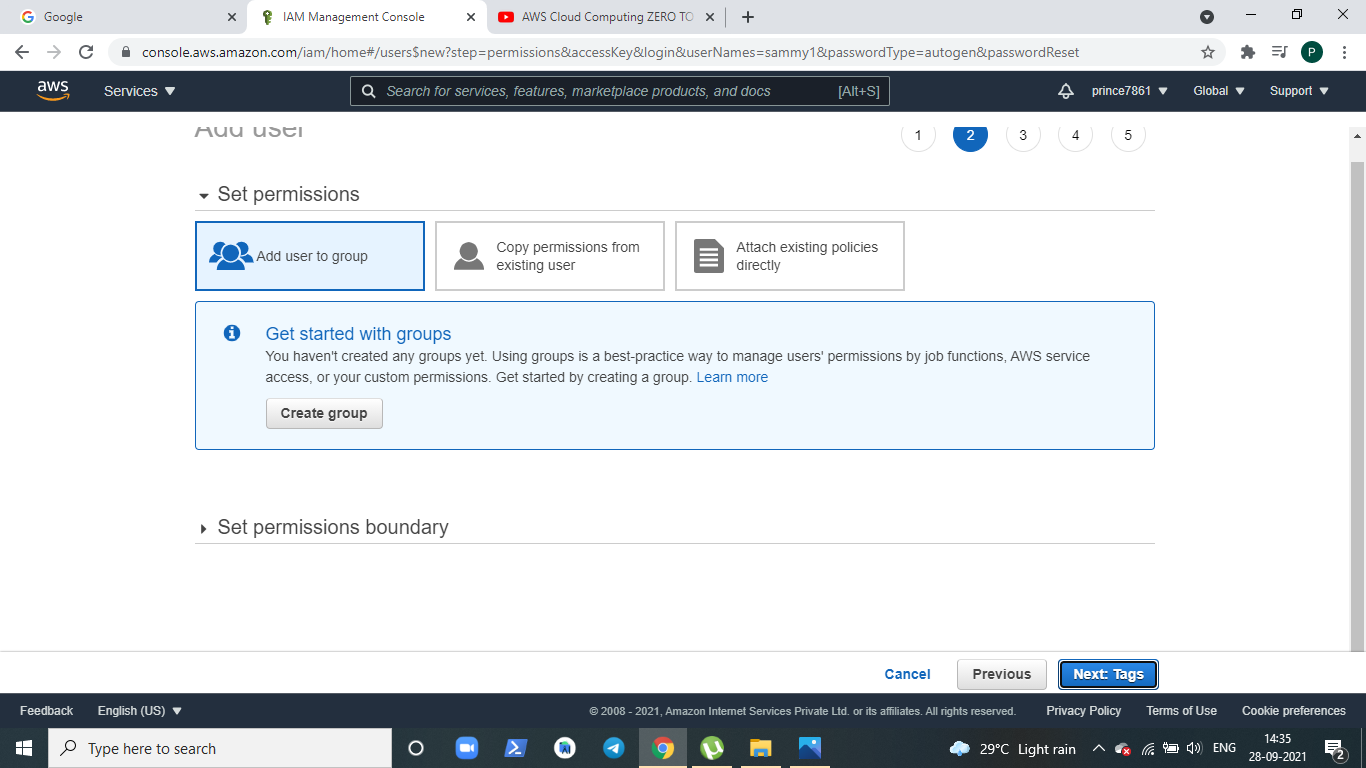 Google
IAM Management Console
AWS Cloud Computing ZERO TO
console.aws.amazon.com/iam/home#/users$new?step=permissions&accessKey&login&userNames=sammy1&passwordType=autogen&passwordReset
P
aws
Services
Search for services, features, marketplace products, and docs
[Alt+S]
prince7861
Global
Support
Add user
1
2
3
4
5
Set permissions
Add user to group
Copy permissions from
existing user
Attach existing policies
directly
Get started with groups
You haven't created any groups yet. Using groups is a best-practice way to manage users' permissions by job functions, AWS service
access, or your custom permissions. Get started by creating a group. Learn more
Create group
Set permissions boundary
Cancel
Previous
Next: Tags
Feedback
English (US)
© 2008 - 2021, Amazon Internet Services Private Ltd. or its affiliates. All rights reserved.
Privacy Policy
Terms of Use
Cookie preferences
Type here to search
29°C Light rain
ENG
14:35
28-09-2021
2